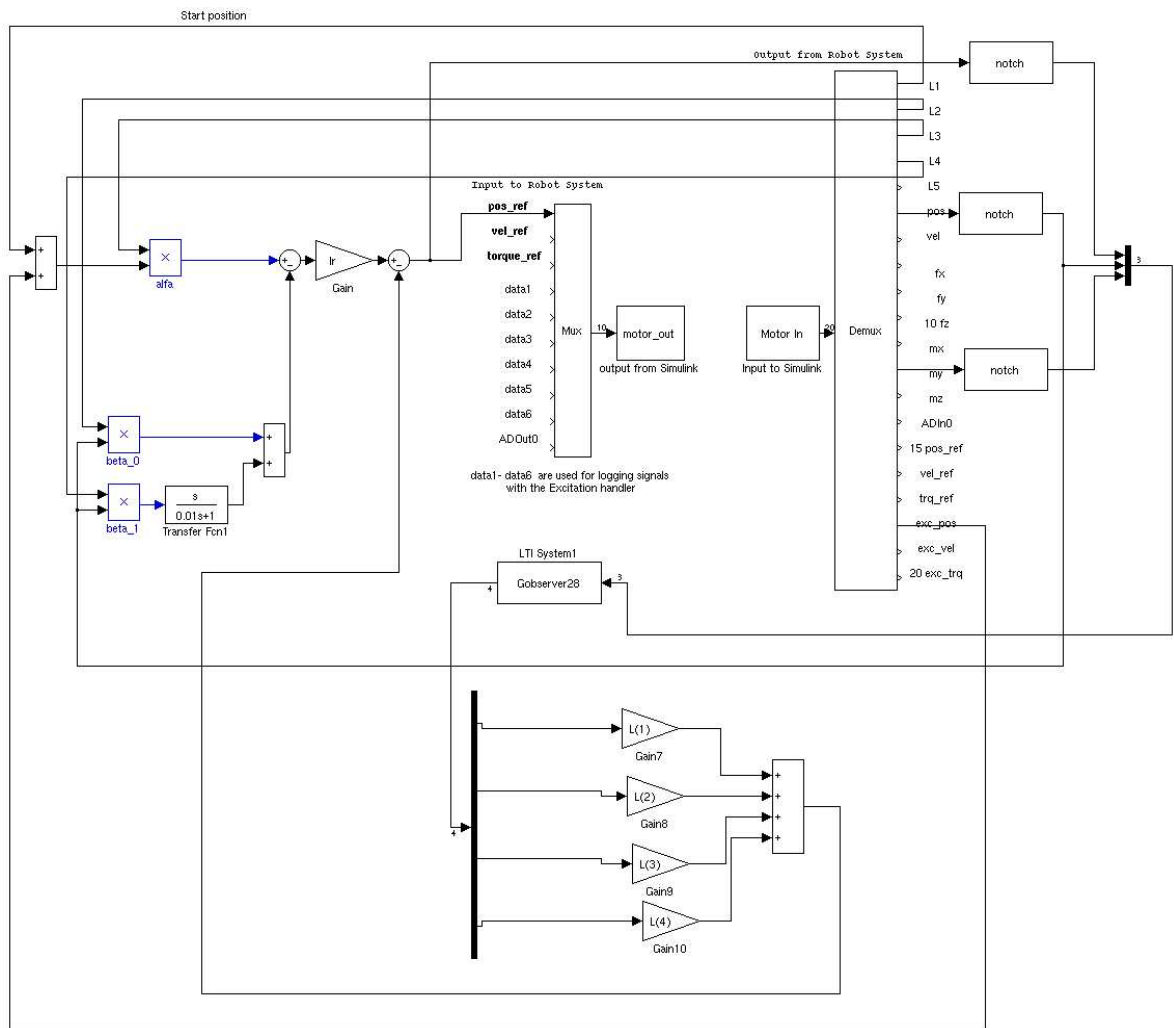 Start position
Output from Robot System
notch
L1
L2
L3
L4
L5
Input to Robot System
pos_ref
vel_ref
torque_ref
data1
data2
data3
data4
data5
data6
ADOut0
Mux
10
motor_out
output from Simulink
Motor In
Input to Simulink
20
Demux
pos
vel
fx
fy
10 fz
mx
my
mz
ADIn0
15 pos_ref
vel_ref
trq_ref
exc_pos
exc_vel
20 exc_trq
notch
notch
3
+
+
×
alfa
+
-
Ir
Gain
+
-
×
beta_0
×
beta_1
s
0.01s+1
Transfer Fcn1
+
+
data1- data6 are used for logging signals
with the Excitation handler
LTI System1
4
Gobserver28
3
4
L(1)
Gain7
L(2)
Gain8
L(3)
Gain9
L(4)
Gain10
+
+
+
+